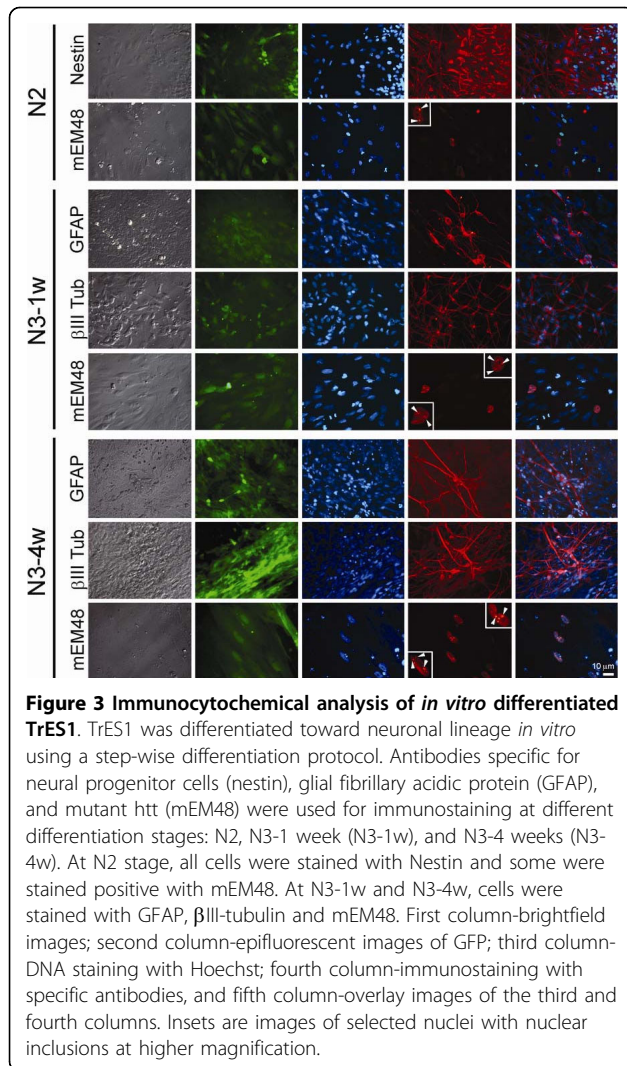 N2
Nestin
mEM48
N3-1w
GFAP
βIII Tub
mEM48
N3-4w
GFAP
βIII Tub
mEM48
10 µm
Figure 3 Immunocytochemical analysis of in vitro differentiated
TrES1. TrES1 was differentiated toward neuronal lineage in vitro
using a step-wise differentiation protocol. Antibodies specific for
neural progenitor cells (nestin), glial fibrillary acidic protein (GFAP),
and mutant htt (mEM48) were used for immunostaining at different
differentiation stages: N2, N3-1 week (N3-1w), and N3-4 weeks (N3-
4w). At N2 stage, all cells were stained with Nestin and some were
stained positive with mEM48. At N3-1w and N3-4w, cells were
stained with GFAP, βIII-tubulin and mEM48. First column-brightfield
images; second column-epifluorescent images of GFP; third column-
DNA staining with Hoechst; fourth column-immunostaining with
specific antibodies, and fifth column-overlay images of the third and
fourth columns. Insets are images of selected nuclei with nuclear
inclusions at higher magnification.